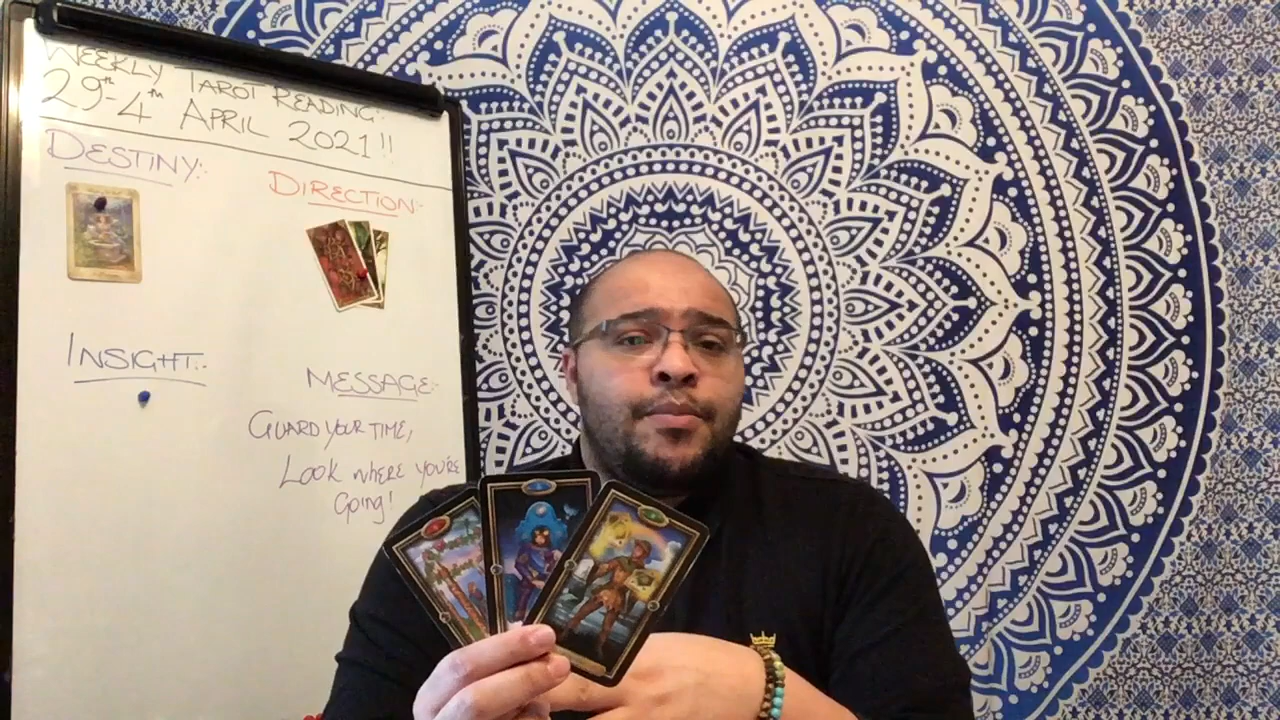 WEEKLY TAROT READING:-
29th-4th APRIL 2021!!
DESTINY:-
DIRECTION:-
INSIGHT:-
MESSAGE:-
GUARD YOUR TIME,
LOOK WHERE YOU'RE
GOING!